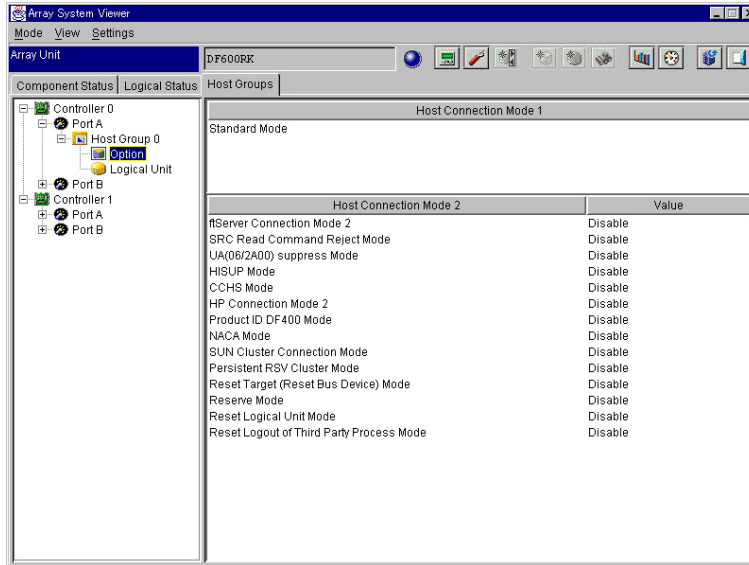 Array System Viewer
Mode View Settings
Array Unit
DF600RK
Component Status Logical Status Host Groups
Controller 0
Port A
Host Group 0
Option
Logical Unit
Port B
Controller 1
Port A
Port B
Host Connection Mode 1
Standard Mode
Host Connection Mode 2 Value
ftServer Connection Mode 2 Disable
SRC Read Command Reject Mode Disable
UA(06/2A00) suppress Mode Disable
HISUP Mode Disable
CCHS Mode Disable
HP Connection Mode 2 Disable
Product ID DF400 Mode Disable
NACA Mode Disable
SUN Cluster Connection Mode Disable
Persistent RSV Cluster Mode Disable
Reset Target (Reset Bus Device) Mode Disable
Reserve Mode Disable
Reset Logical Unit Mode Disable
Reset Logout of Third Party Process Mode Disable